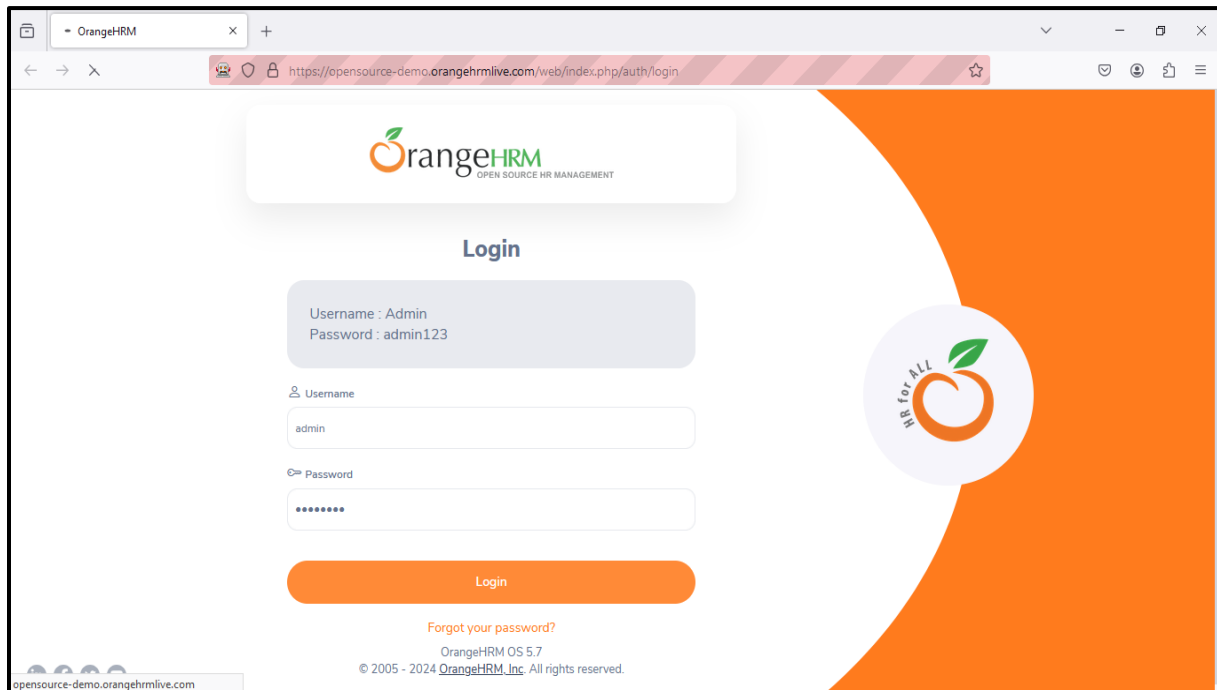 OrangeHRM
https://opensource-demo.orangehrmlive.com/web/index.php/auth/login
OrangeHRM
OPEN SOURCE HR MANAGEMENT
Login
Username : Admin
Password : admin123
Username
admin
Password
••••••••
Login
Forgot your password?
OrangeHRM OS 5.7
© 2005 - 2024 OrangeHRM, Inc. All rights reserved.
HR for ALL
opensource-demo.orangehrmlive.com